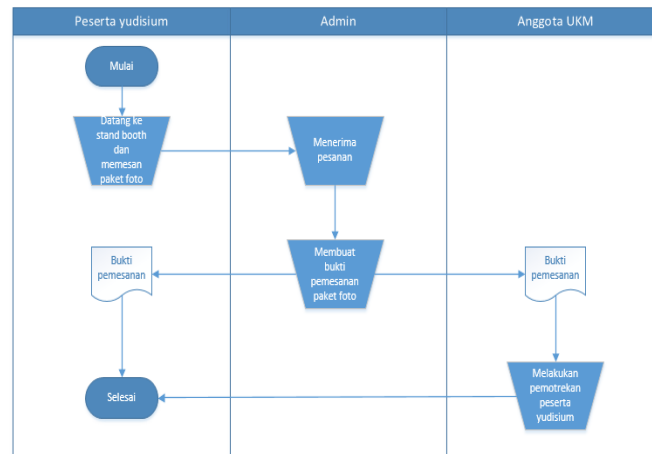 Peserta yudisium
Admin
Anggota UKM
Mulai
Datang ke
stand booth
dan
memesan
paket foto
Menerima
pesanan
Bukti
pemesanan
Membuat
bukti
pemesanan
paket foto
Bukti
pemesanan
Selesai
Melakukan
pemotrekan
peserta
yudisium